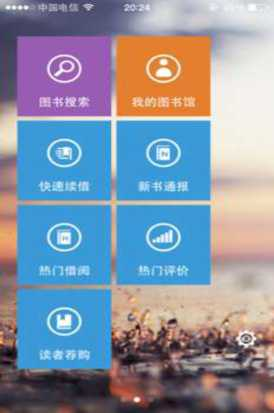 中国电信 20:24
图书搜索 我的图书馆
快速续借 新书通报
热门借阅 热门评价
读者荐购